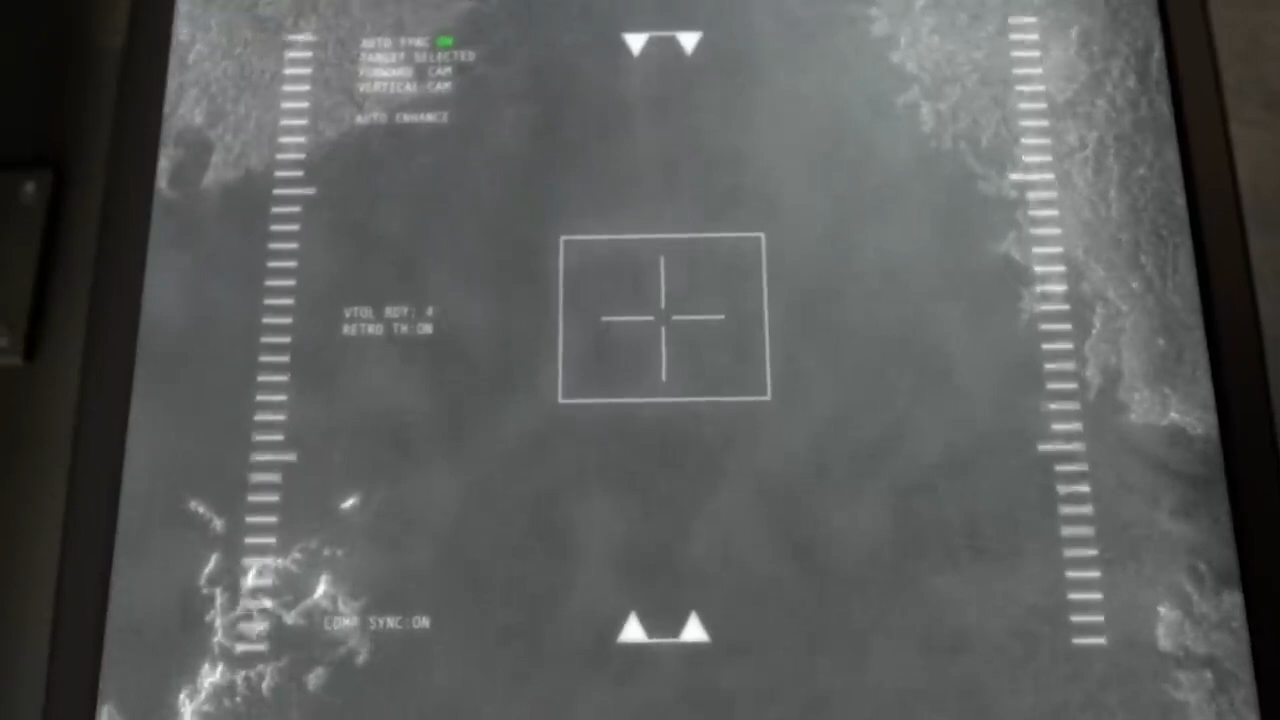 AUTO SYNC ON
TARGET SELECTED
FORWARD CAM
VERTICAL CAM
AUTO ENHANCE
VTOL RDY: 4
RETRO TH:ON
COMP SYNC:ON